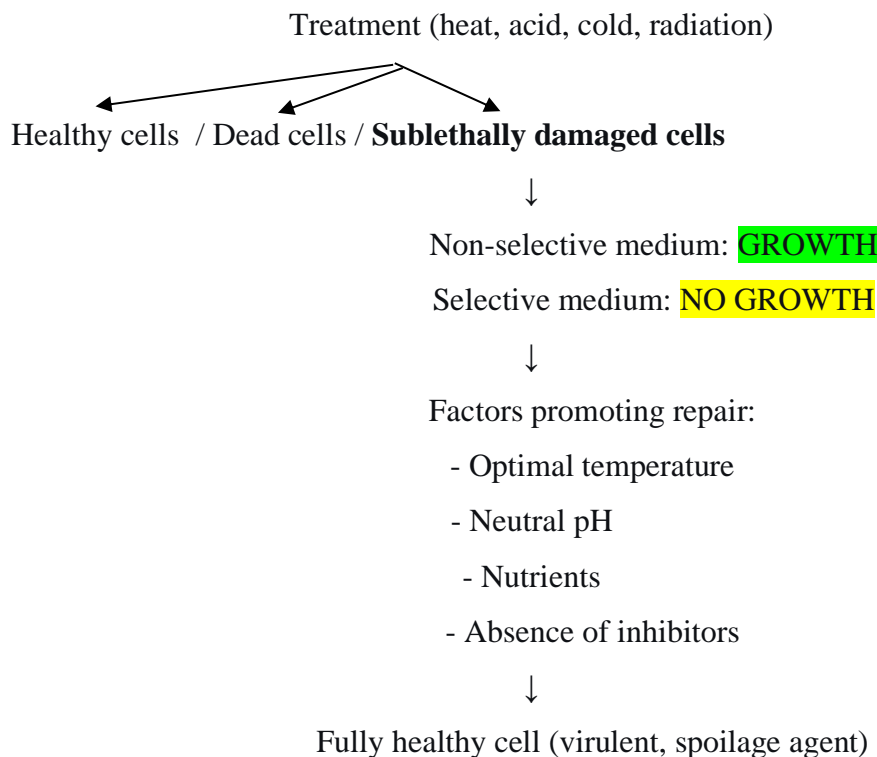 Treatment (heat, acid, cold, radiation)
Healthy cells / Dead cells / Sublethally damaged cells
↓
Non-selective medium: GROWTH
Selective medium: NO GROWTH
↓
Factors promoting repair:
- Optimal temperature
- Neutral pH
- Nutrients
- Absence of inhibitors
↓
Fully healthy cell (virulent, spoilage agent)